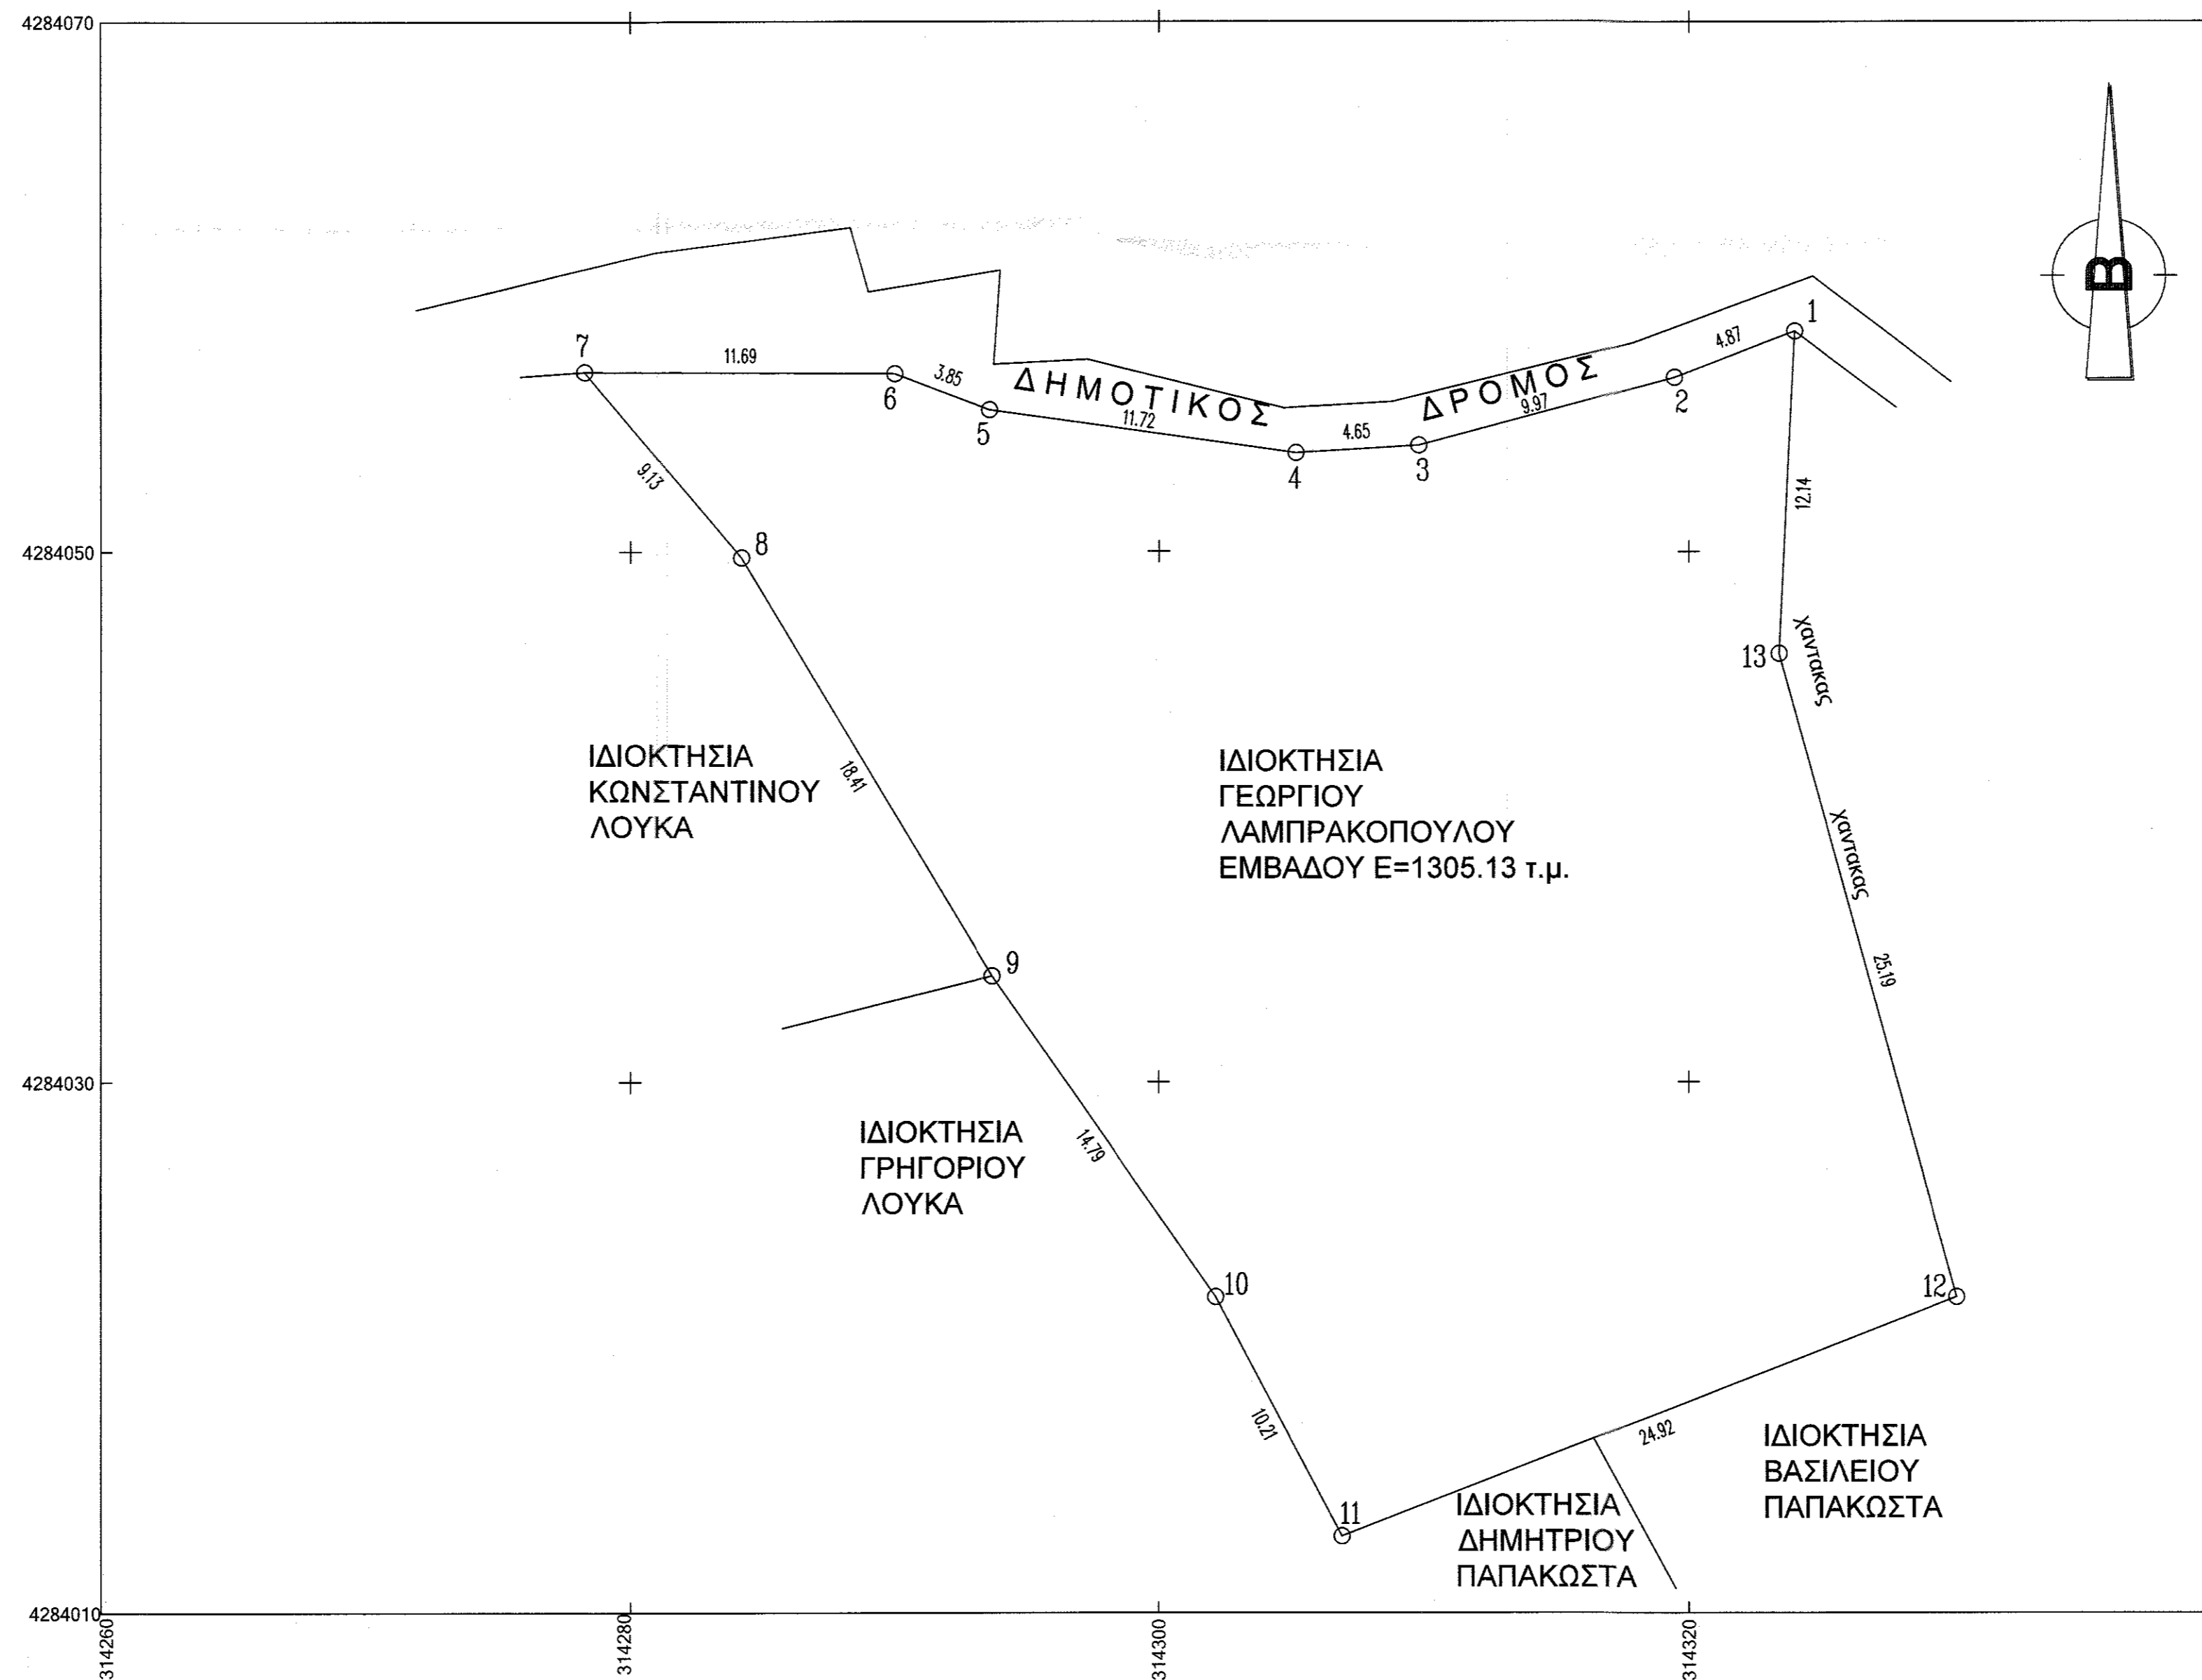 4284070
B
1
4.87
7
11.69
3.85
ΔΗΜΟΤΙΚΟΣ
ΔΡΟΜΟΣ
6
2
5
11.72
9.97
4.65
4
3
9.13
12.14
4284050
8
χαντακας
13
ΙΔΙΟΚΤΗΣΙΑ
ΚΩΝΣΤΑΝΤΙΝΟΥ
ΛΟΥΚΑ
18.41
ΙΔΙΟΚΤΗΣΙΑ
ΓΕΩΡΓΙΟΥ
ΛΑΜΠΡΑΚΟΠΟΥΛΟΥ
ΕΜΒΑΔΟΥ Ε=1305.13 τ.μ.
χαντακας
9
25.19
4284030
ΙΔΙΟΚΤΗΣΙΑ
ΓΡΗΓΟΡΙΟΥ
ΛΟΥΚΑ
14.79
10
12
10.21
24.92
11
ΙΔΙΟΚΤΗΣΙΑ
ΔΗΜΗΤΡΙΟΥ
ΠΑΠΑΚΩΣΤΑ
ΙΔΙΟΚΤΗΣΙΑ
ΒΑΣΙΛΕΙΟΥ
ΠΑΠΑΚΩΣΤΑ
4284010
314260
314280
314300
314320